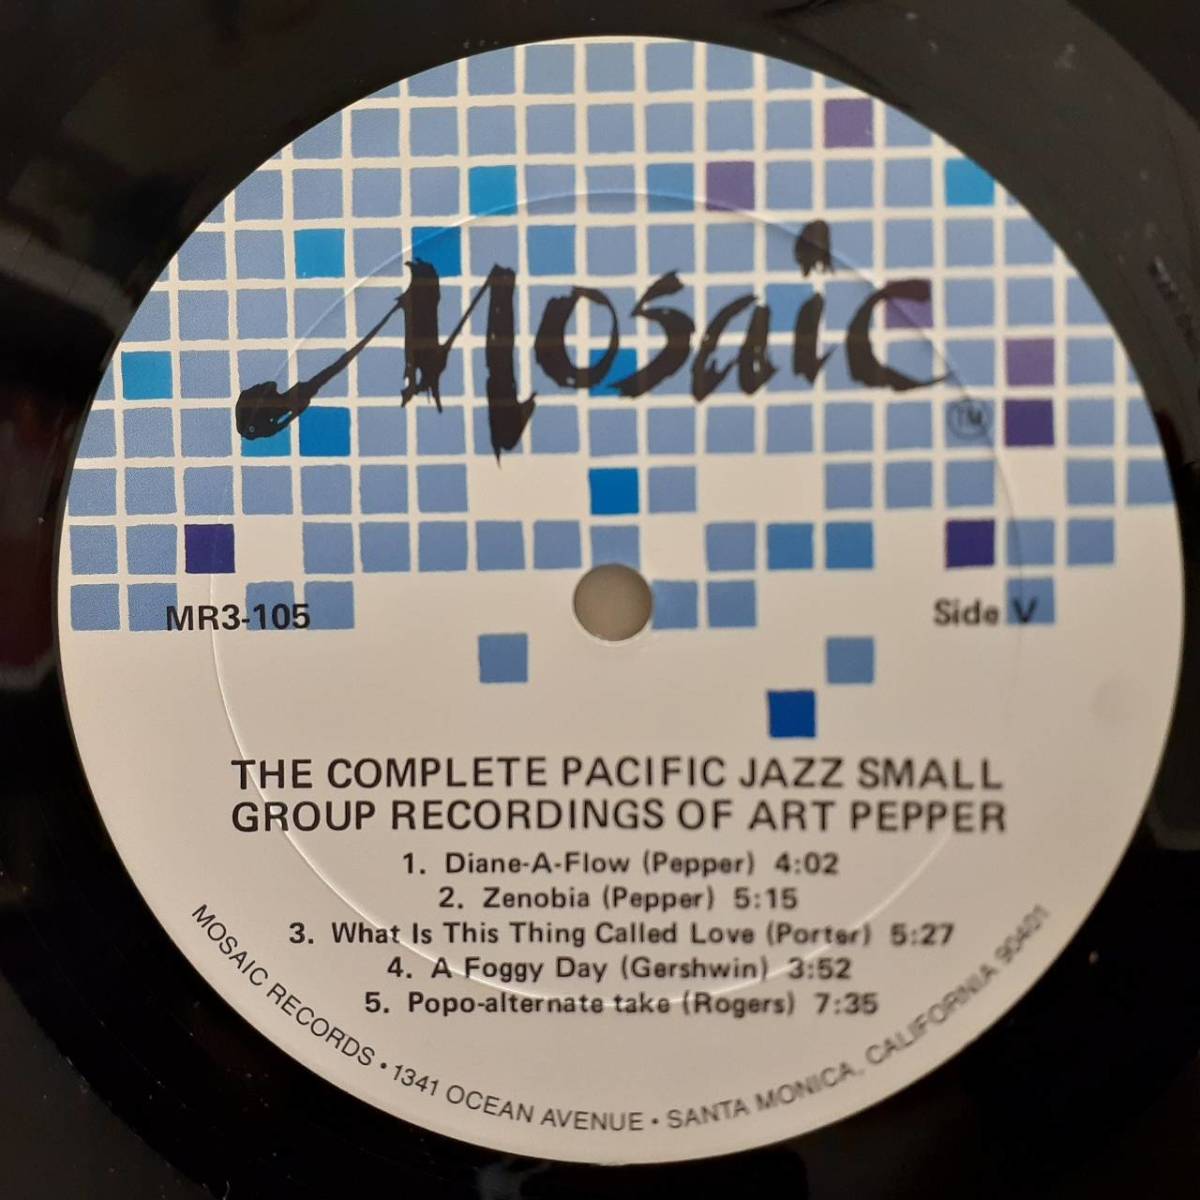 Mosaic
TM
MR3-105
Side V
THE COMPLETE PACIFIC JAZZ SMALL
GROUP RECORDINGS OF ART PEPPER
1. Diane-A-Flow (Pepper) 4:02
2. Zenobia (Pepper) 5:15
3. What Is This Thing Called Love (Porter) 5:27
4. A Foggy Day (Gershwin) 3:52
5. Popo-alternate take (Rogers) 7:35
MOSAIC RECORDS • 1341 OCEAN AVENUE • SANTA MONICA, CALIFORNIA 90401